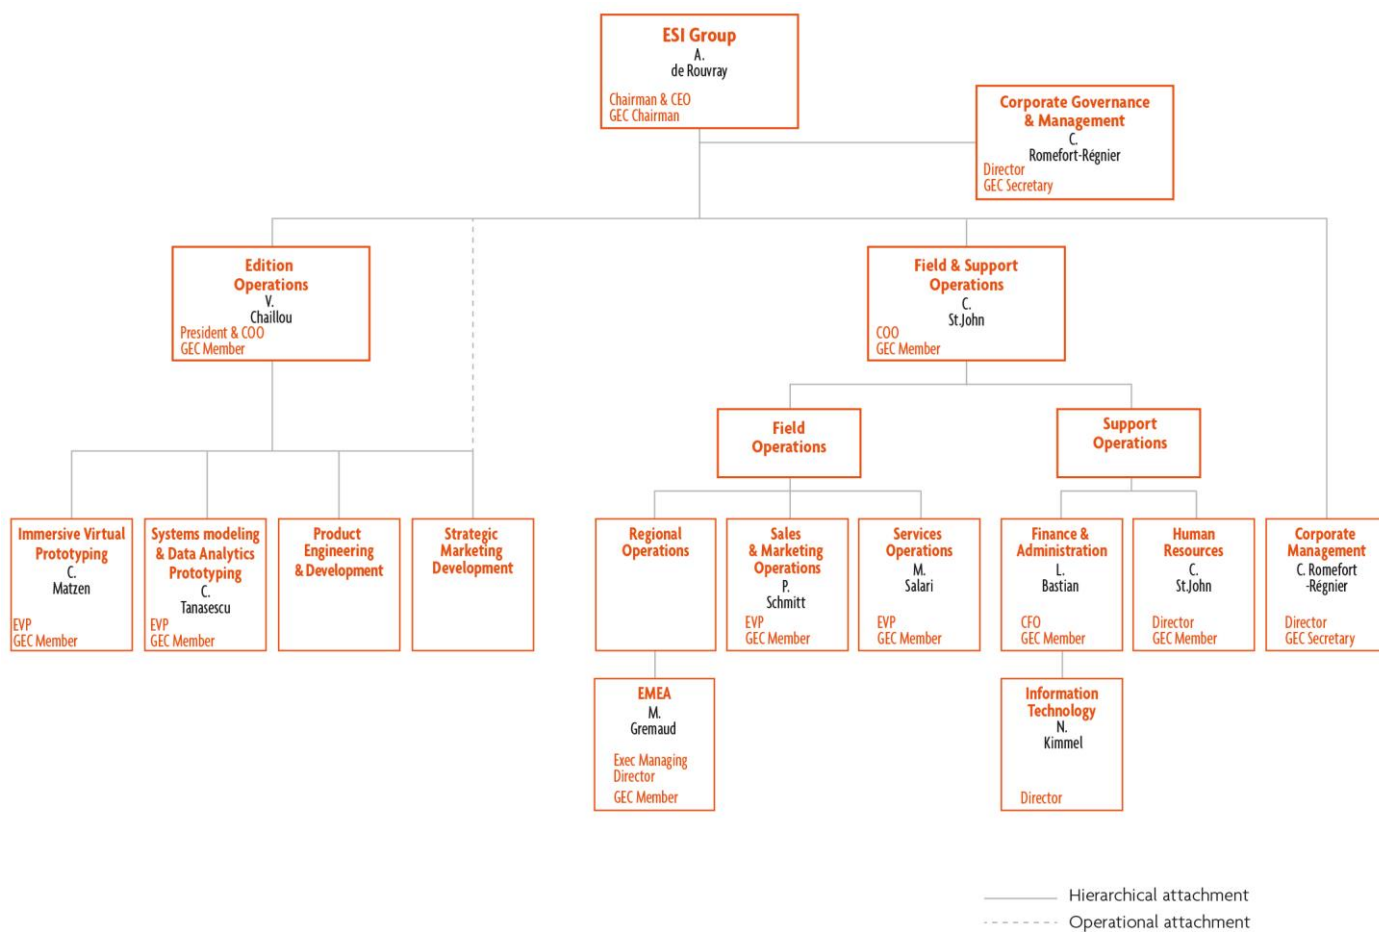 ESI Group
A.
de Rouvray
Chairman & CEO
GEC Chairman
Corporate Governance
& Management
C.
Romefort-Régnier
Director
GEC Secretary
Edition
Operations
V.
Chaillou
President & COO
GEC Member
Field & Support
Operations
C.
St.John
COO
GEC Member
Field
Operations
Support
Operations
Immersive Virtual
Prototyping
C.
Matzen
EVP
GEC Member
Systems modeling
& Data Analytics
Prototyping
C.
Tanasescu
EVP
GEC Member
Product
Engineering
& Development
Strategic
Marketing
Development
Regional
Operations
Sales
& Marketing
Operations
P.
Schmitt
EVP
GEC Member
Services
Operations
M.
Salari
EVP
GEC Member
Finance &
Administration
L.
Bastian
CFO
GEC Member
Human
Resources
C.
St.John
Director
GEC Member
Corporate
Management
C. Romefort
-Régnier
Director
GEC Secretary
EMEA
M.
Gremaud
Exec Managing
Director
GEC Member
Information
Technology
N.
Kimmel
Director
Hierarchical attachment
Operational attachment